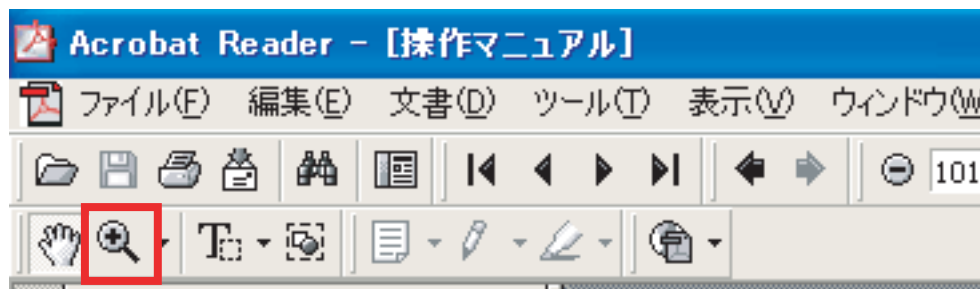 Acrobat Reader - [操作マニュアル]
ファイル(F) 編集(E) 文書(D) ツール(T) 表示(V) ウィンドウ(W
101